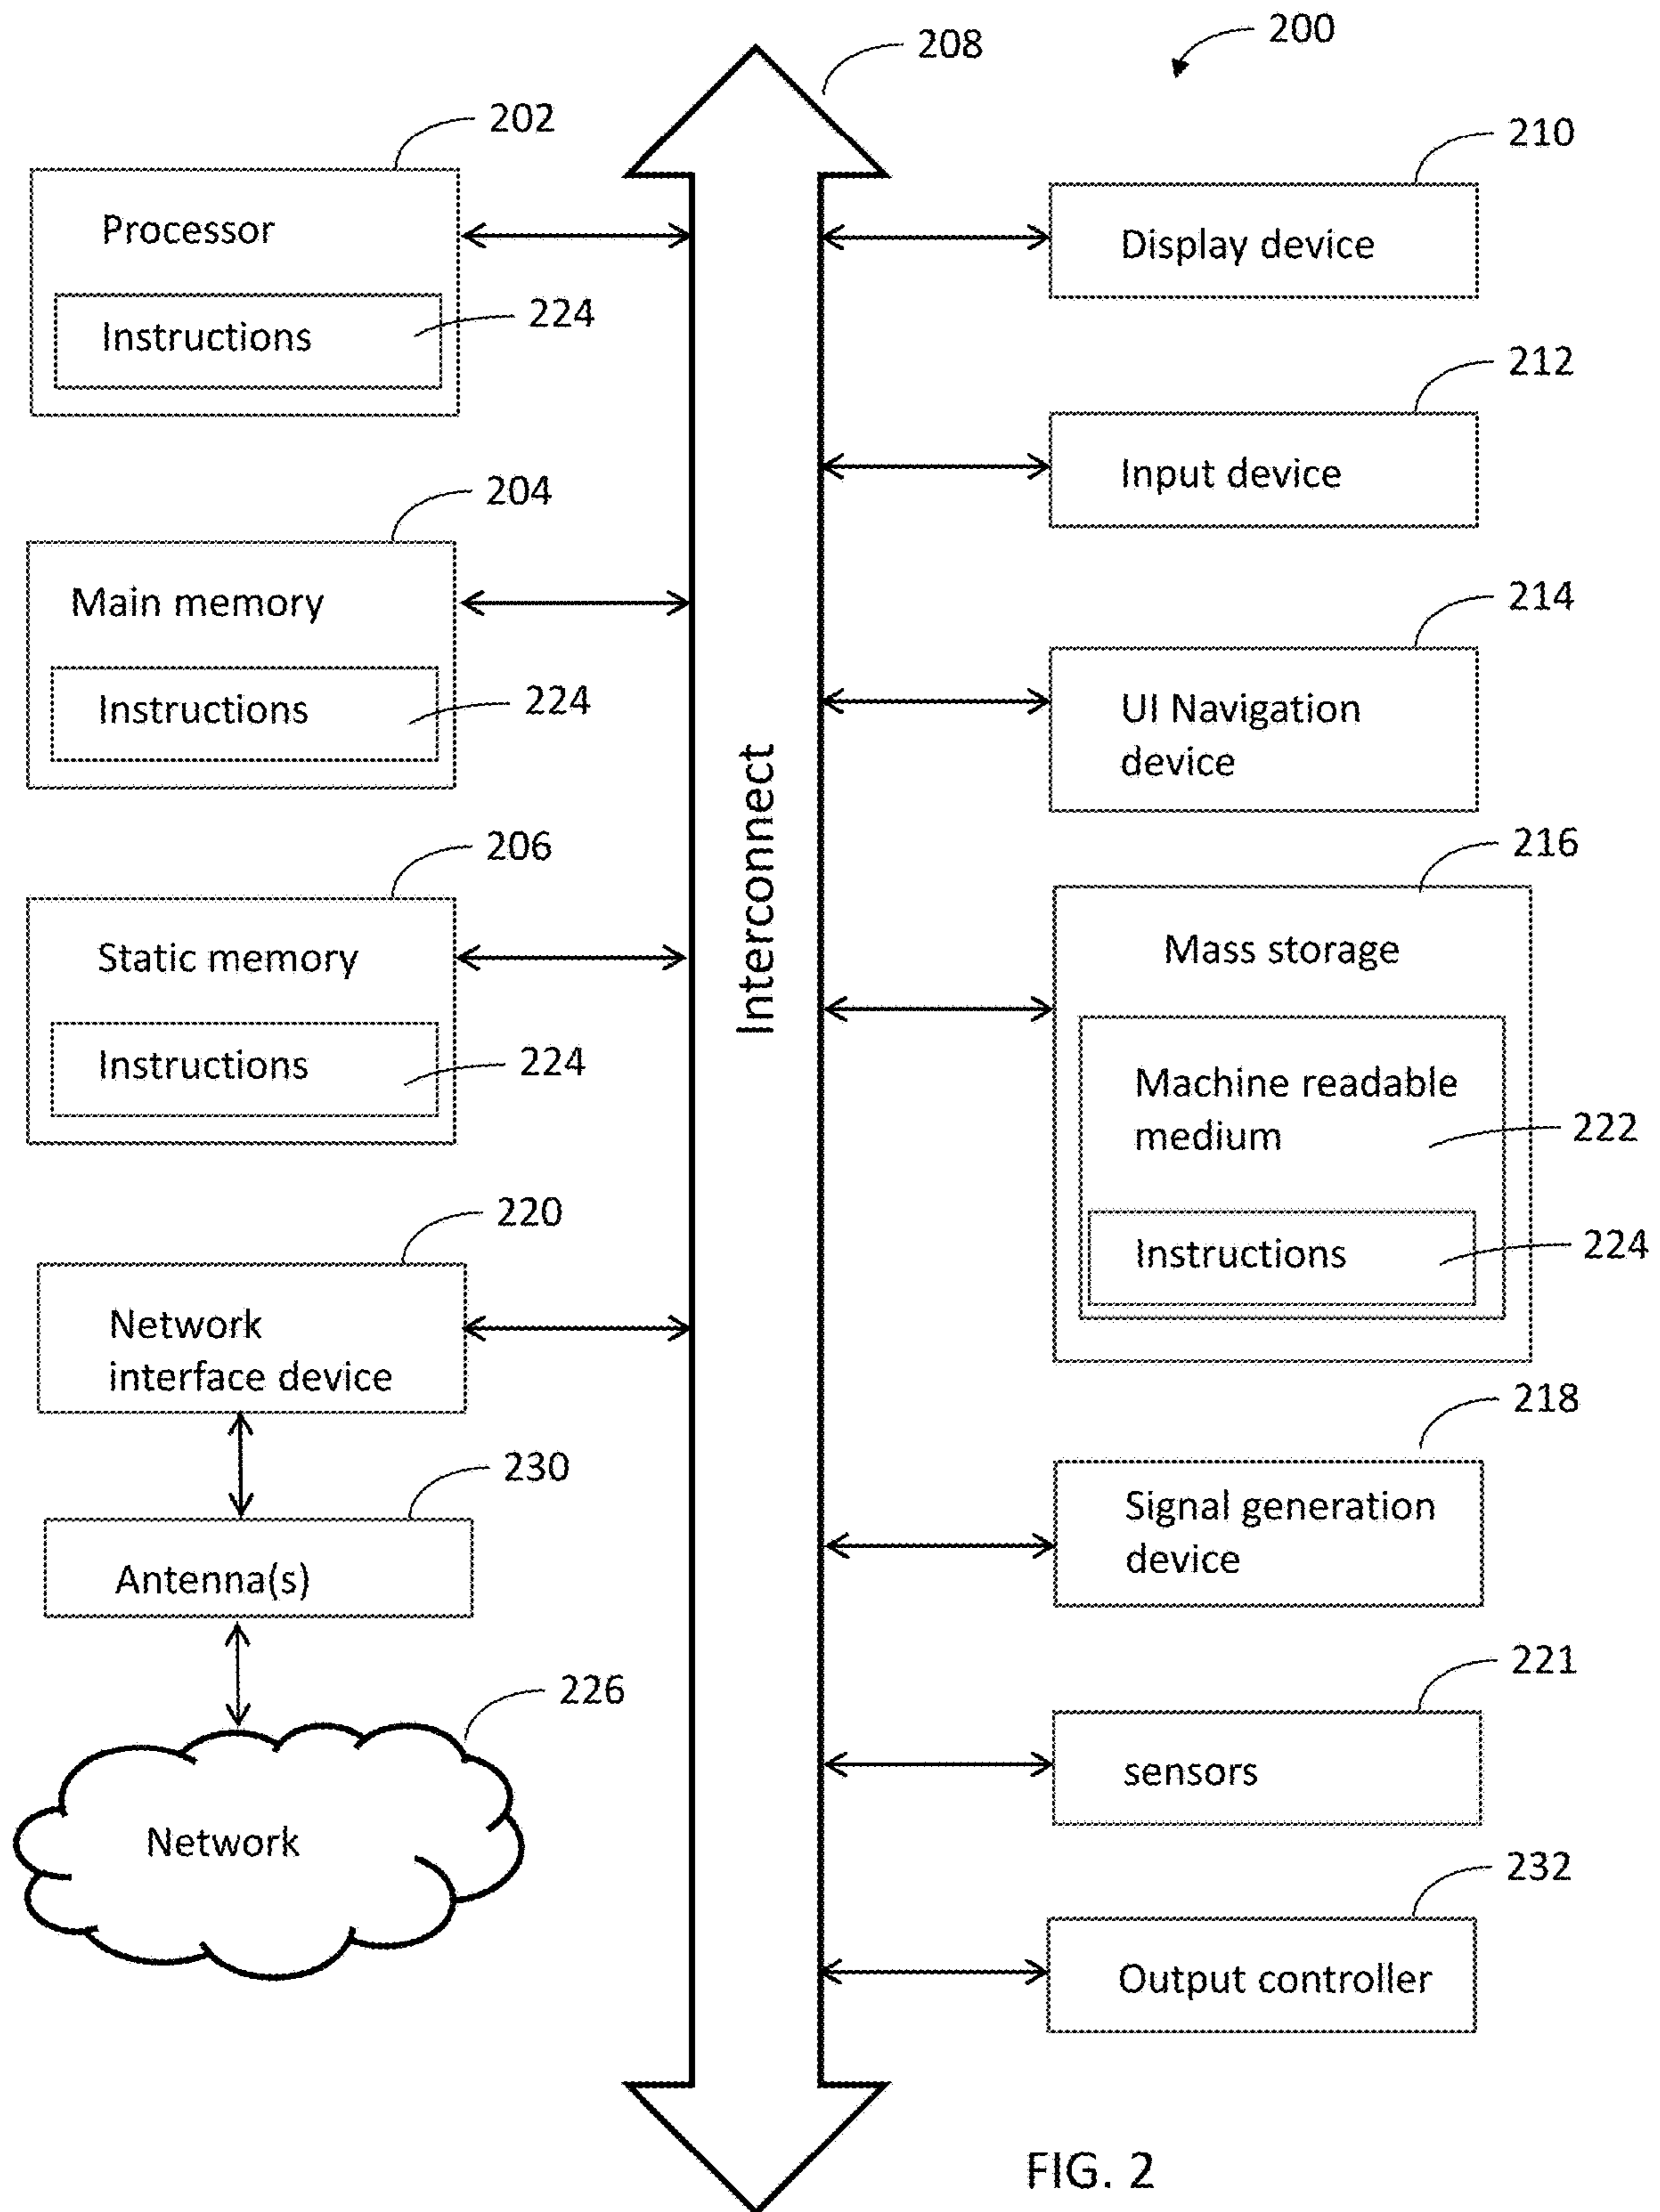 200
208
202
Processor
Instructions
224
204
Main memory
Instructions
224
206
Static memory
Instructions
224
220
Network
interface device
230
Antenna(s)
226
Network
Interconnect
210
Display device
212
Input device
214
UI Navigation
device
216
Mass storage
Machine readable
medium
222
Instructions
224
218
Signal generation
device
221
sensors
232
Output controller
FIG. 2